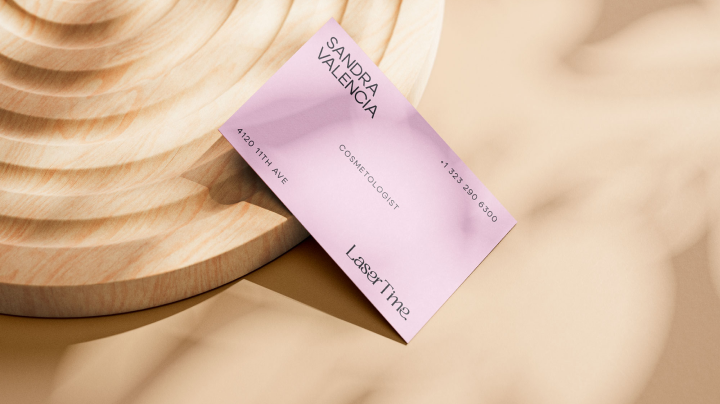 SANDRA
VALENCIA
+1 323 290 6300
COSMETOLOGIST
4120 11TH AVE
LaserTime.